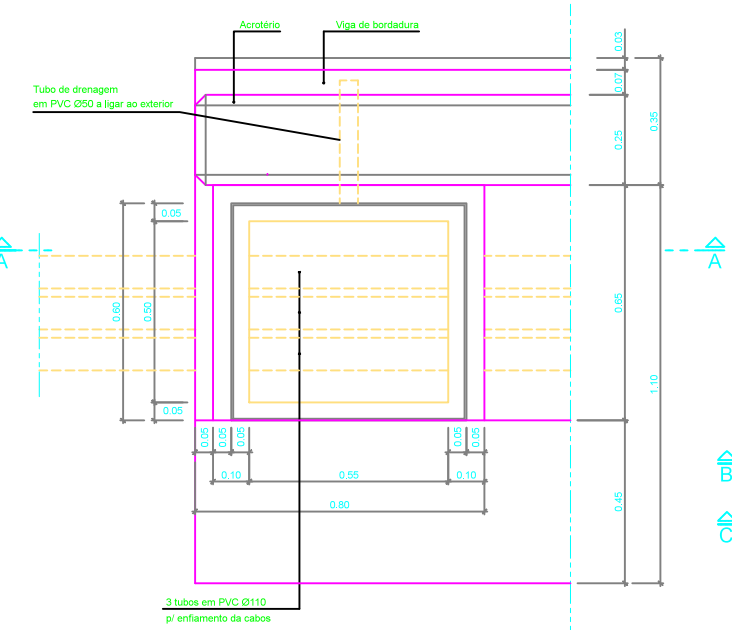 Acrotério
Viga de bordadura
Tubo de drenagem
em PVC Ø50 a ligar ao exterior
0.03
0.07
0.35
0.25
0.05
A
A
0.60
0.50
0.65
1.10
0.05
0.05
0.05
0.05
0.05
0.05
0.10
0.55
0.10
B
0.80
0.45
C
3 tubos em PVC Ø110
p/ enfiamento da cabos